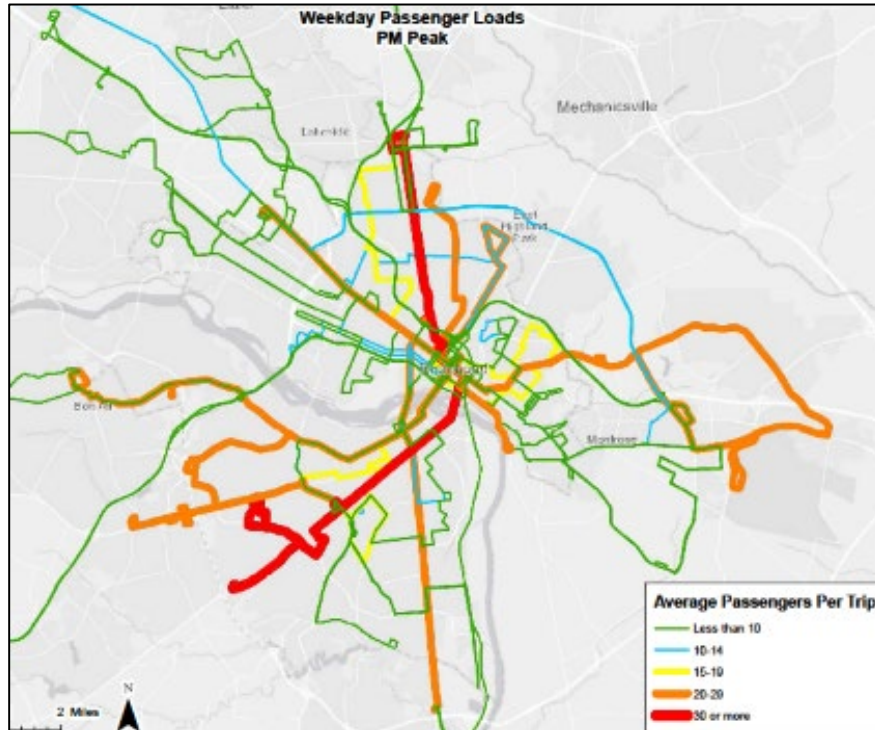 Weekday Passenger Loads
PM Peak
Mechanicsville
Lakeside
East
Highland
Park
Bon Air
Montrose
Average Passengers Per Trip
Less than 10
10-14
15-19
20-29
30 or more
N
2 Miles